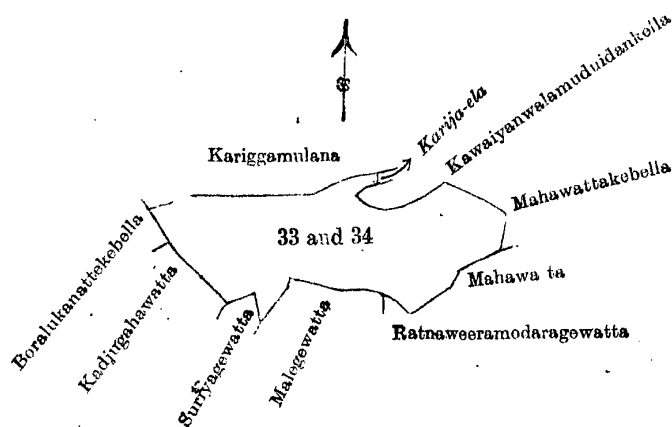 Karija-ela
Kawaiyanwalamuduidankella
Kariggamulana
Mahawattakebella
33 and 34
Boralukanattekebella
Kadjugahawatta
Suriyagewatta
Malegewatta
Mahawa ta
Ratnaweeramodaragewatta